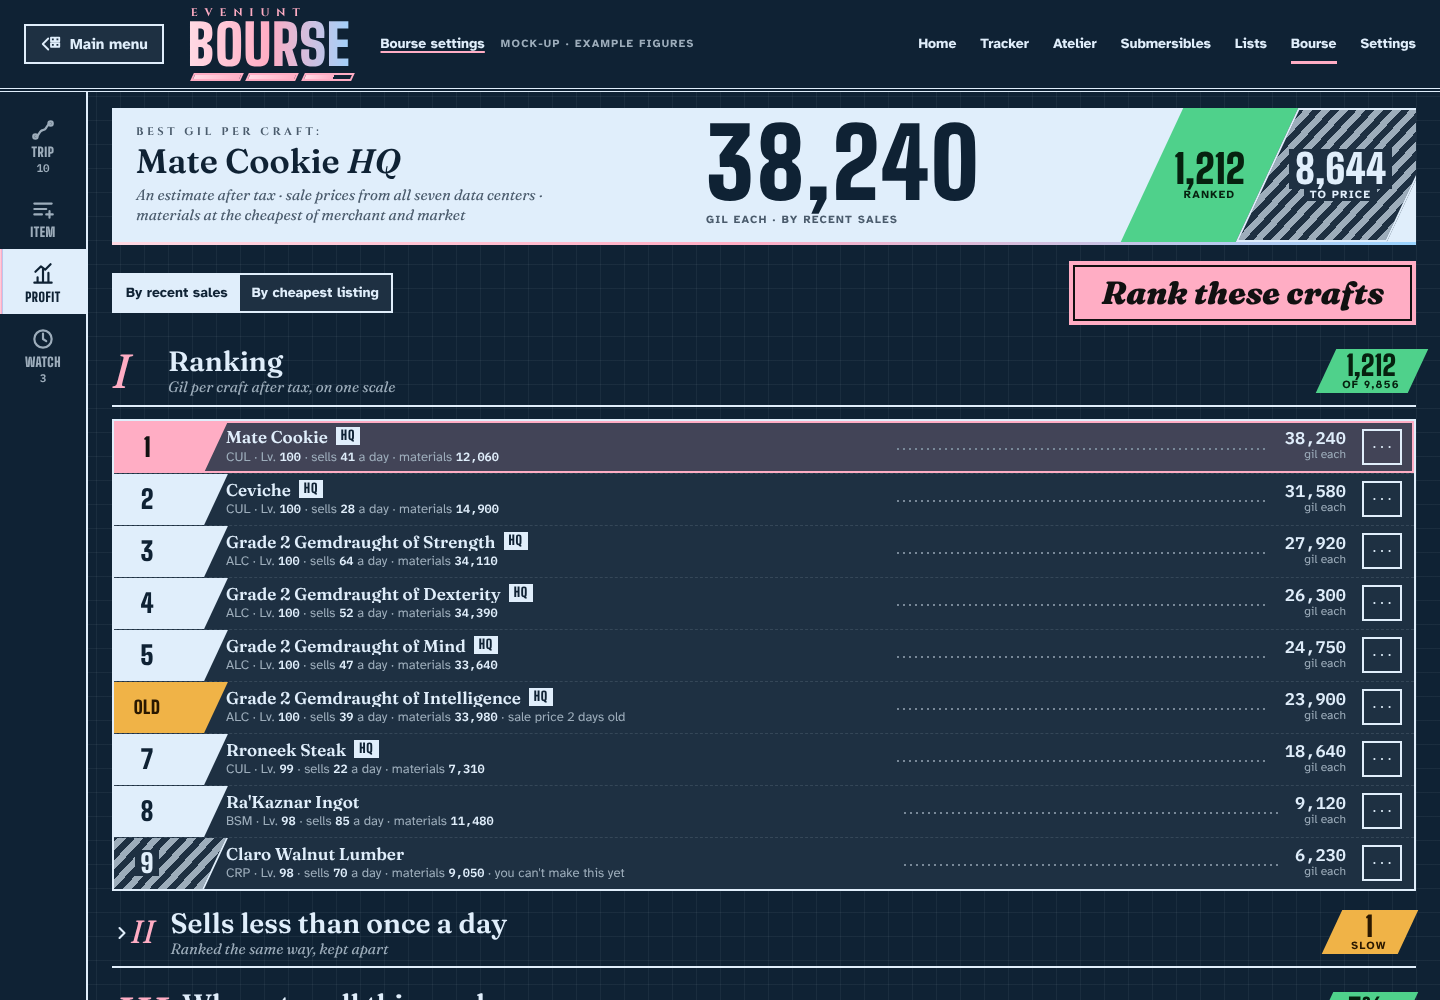 Main menu
EVENIUNT
BOURSE
Bourse settings
MOCK-UP · EXAMPLE FIGURES
Home
Tracker
Atelier
Submersibles
Lists
Bourse
Settings
TRIP
10
ITEM
PROFIT
WATCH
3
BEST GIL PER CRAFT:
Mate Cookie HQ
An estimate after tax · sale prices from all seven data centers ·
materials at the cheapest of merchant and market
38,240
GIL EACH · BY RECENT SALES
1,212
RANKED
8,644
TO PRICE
By recent sales
By cheapest listing
Rank these crafts
I
Ranking
Gil per craft after tax, on one scale
1,212
OF 9,856
1
Mate Cookie HQ
CUL · Lv. 100 · sells 41 a day · materials 12,060
38,240
gil each
...
2
Ceviche HQ
CUL · Lv. 100 · sells 28 a day · materials 14,900
31,580
gil each
...
3
Grade 2 Gemdraught of Strength HQ
ALC · Lv. 100 · sells 64 a day · materials 34,110
27,920
gil each
...
4
Grade 2 Gemdraught of Dexterity HQ
ALC · Lv. 100 · sells 52 a day · materials 34,390
26,300
gil each
...
5
Grade 2 Gemdraught of Mind HQ
ALC · Lv. 100 · sells 47 a day · materials 33,640
24,750
gil each
...
OLD
Grade 2 Gemdraught of Intelligence HQ
ALC · Lv. 100 · sells 39 a day · materials 33,980 · sale price 2 days old
23,900
gil each
...
7
Rroneek Steak HQ
CUL · Lv. 99 · sells 22 a day · materials 7,310
18,640
gil each
...
8
Ra'Kaznar Ingot
BSM · Lv. 98 · sells 85 a day · materials 11,480
9,120
gil each
...
9
Claro Walnut Lumber
CRP · Lv. 98 · sells 70 a day · materials 9,050 · you can't make this yet
6,230
gil each
...
II
Sells less than once a day
Ranked the same way, kept apart
1
SLOW